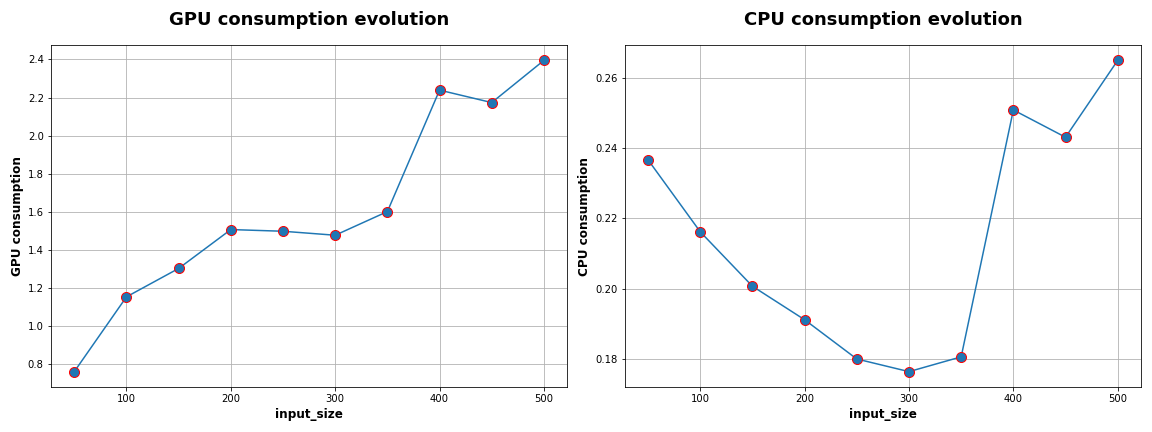 GPU consumption evolution
GPU consumption
2.4
2.2
2.0
1.8
1.6
1.4
1.2
1.0
0.8
100 200 300 400 500
input_size
CPU consumption evolution
CPU consumption
0.26
0.24
0.22
0.20
0.18
100 200 300 400 500
input_size